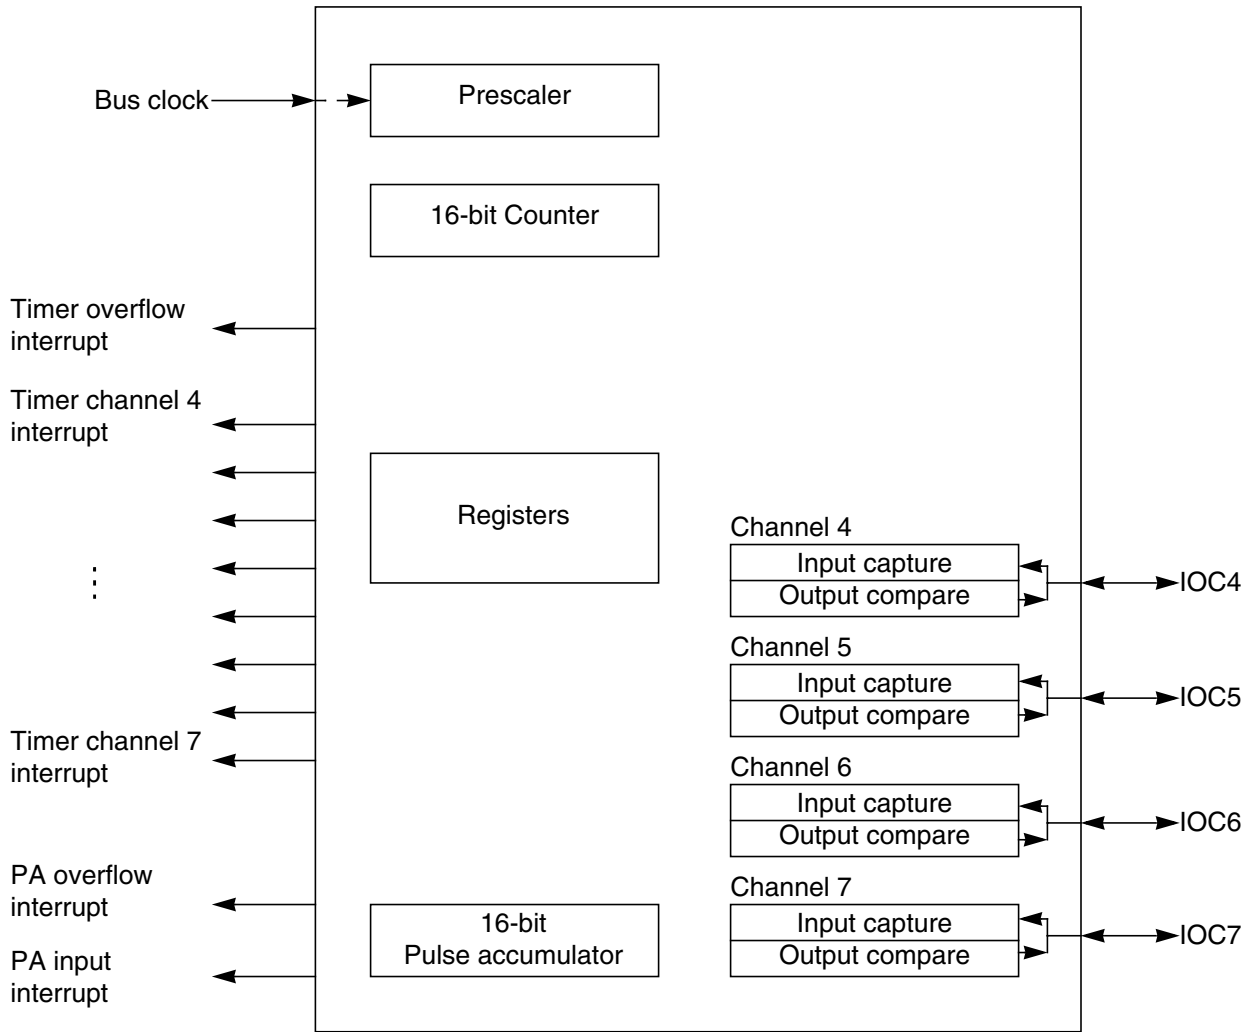 Bus clock
Prescaler
16-bit Counter
Timer overflow
interrupt
Timer channel 4
interrupt
Registers
Channel 4
Input capture
Output compare
IOC4
Channel 5
Input capture
Output compare
IOC5
Timer channel 7
interrupt
Channel 6
Input capture
Output compare
IOC6
PA overflow
interrupt
PA input
interrupt
16-bit
Pulse accumulator
Channel 7
Input capture
Output compare
IOC7